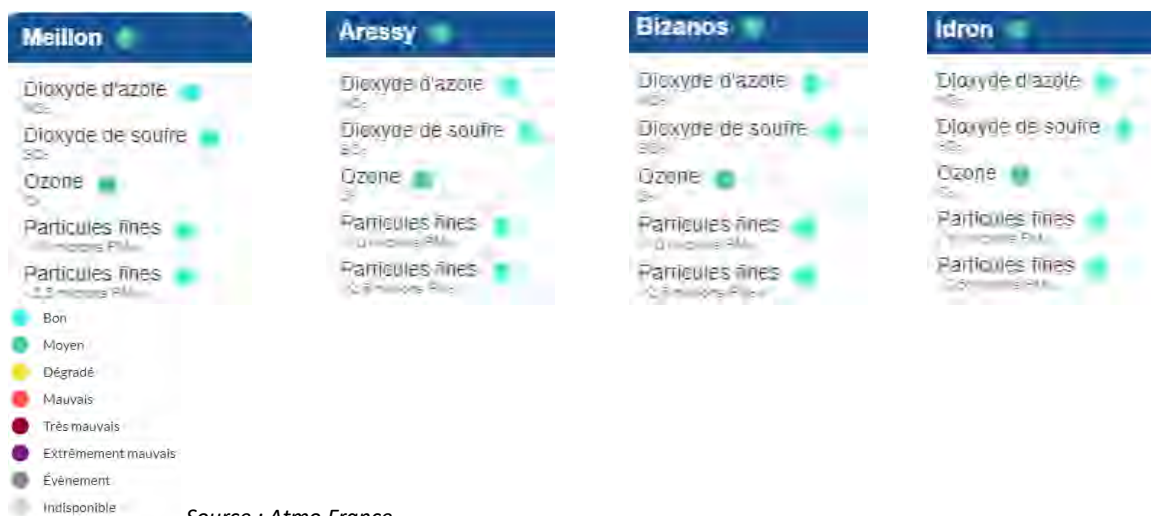 Meillon
Dioxyde d'azote
Dioxyde de soufre
Ozone
Particules fines
Particules fines
Aressy
Dioxyde d'azote
Dioxyde de soufre
Ozone
Particules fines
Particules fines
Bizanos
Dioxyde d'azote
Dioxyde de soufre
Ozone
Particules fines
Particules fines
Idron
Dioxyde d'azote
Dioxyde de soufre
Ozone
Particules fines
Particules fines
Bon
Moyen
Dégradé
Mauvais
Très mauvais
Extrêmement mauvais
Évènement
Indisponible
Source : Atmo France